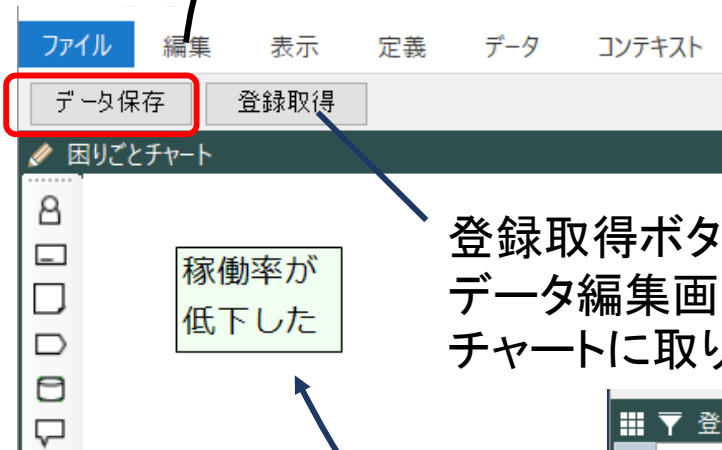 ファイル 編集 表示 定義 データ コンテキスト
データ保存 登録取得
困りごとチャート
稼働率が
低下した
登録取得ボタ
データ編集画
チャートに取り
登